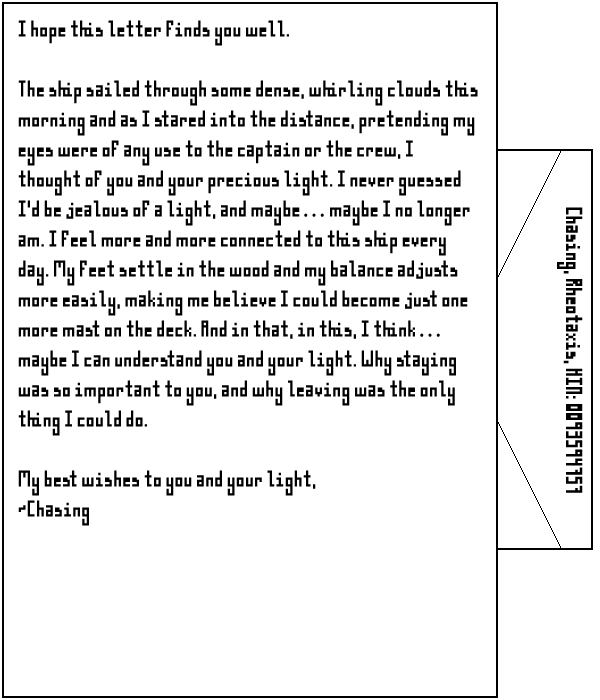 I hope this letter finds you well.
The ship sailed through some dense, whirling clouds this
morning and as I stared into the distance, pretending my
eyes were of any use to the captain or the crew, I
thought of you and your precious light. I never guessed
I'd be jealous of a light, and maybe... maybe I no longer
am. I feel more and more connected to this ship every
day. My feet settle in the wood and my balance adjusts
more easily, making me believe I could become just one
more mast on the deck. And in that, in this, I think...
maybe I can understand you and your light. Why staying
was so important to you, and why leaving was the only
thing I could do.
My best wishes to you and your light,
~Chasing
Chasing, Rheotaxis, HIN: 0093594757